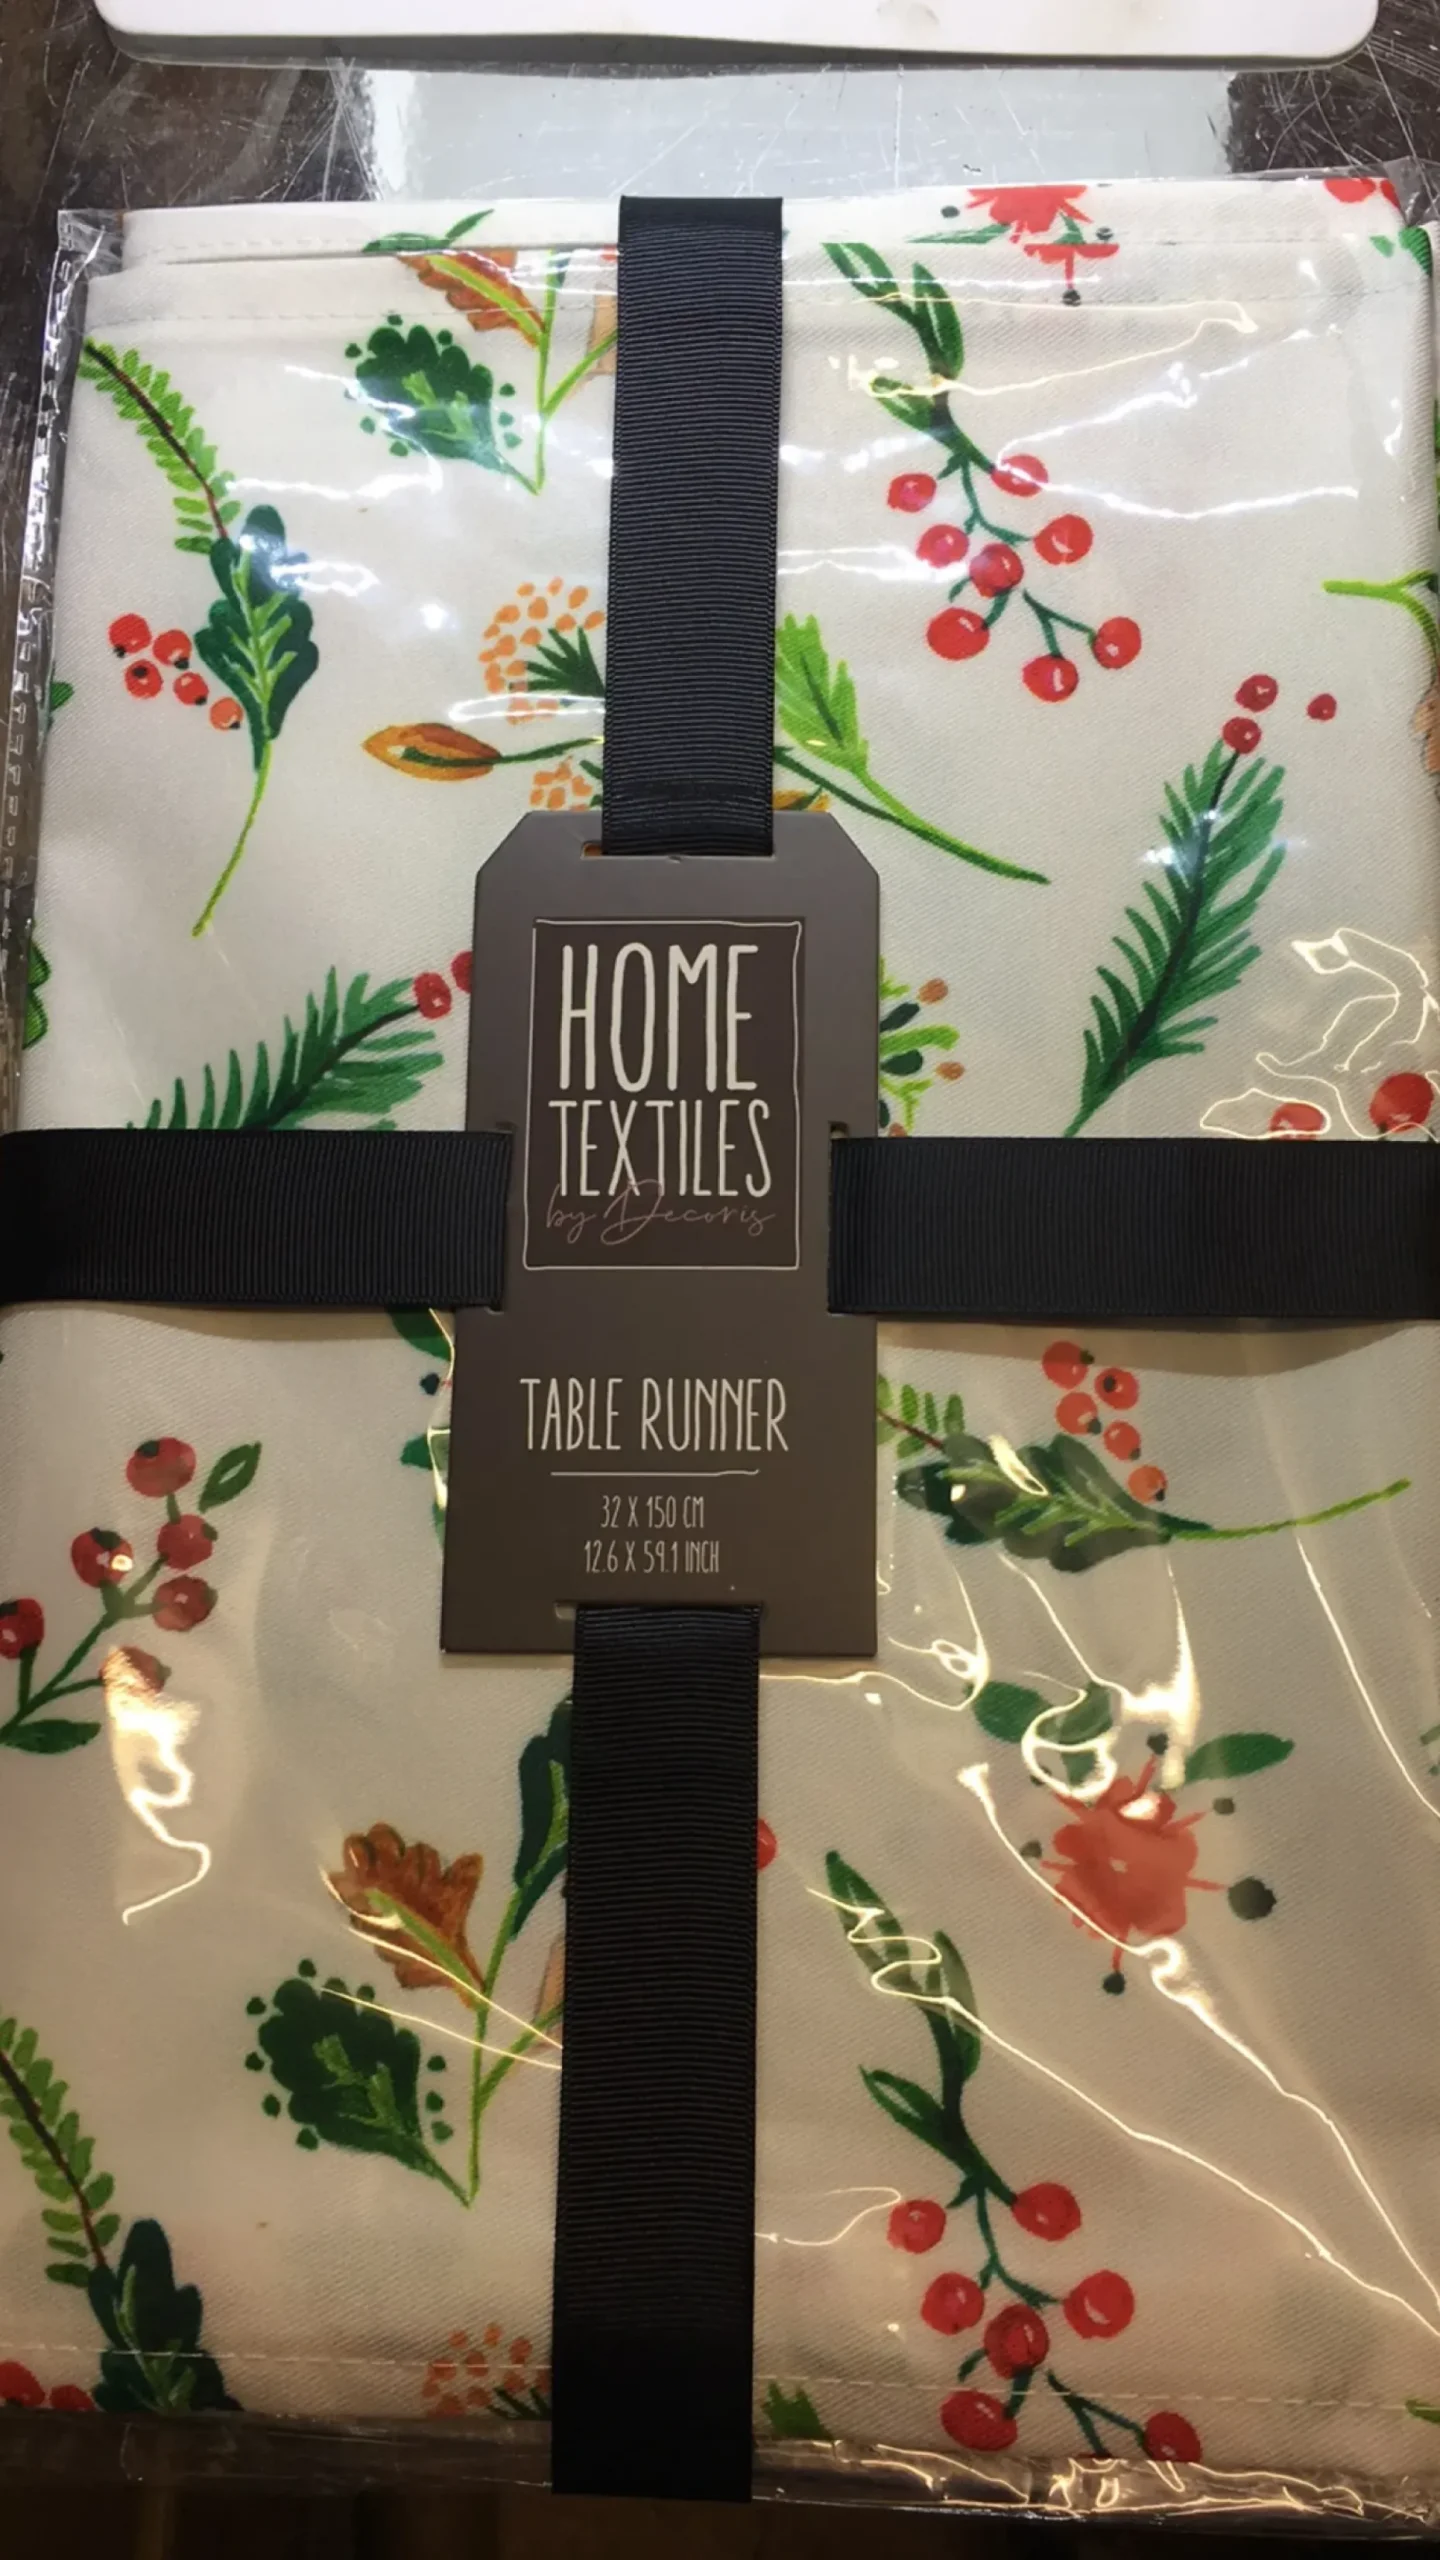 HOME
TEXTILES
by Decoris
TABLE RUNNER
32 X 150 CM
12.6 X 59.1 INCH